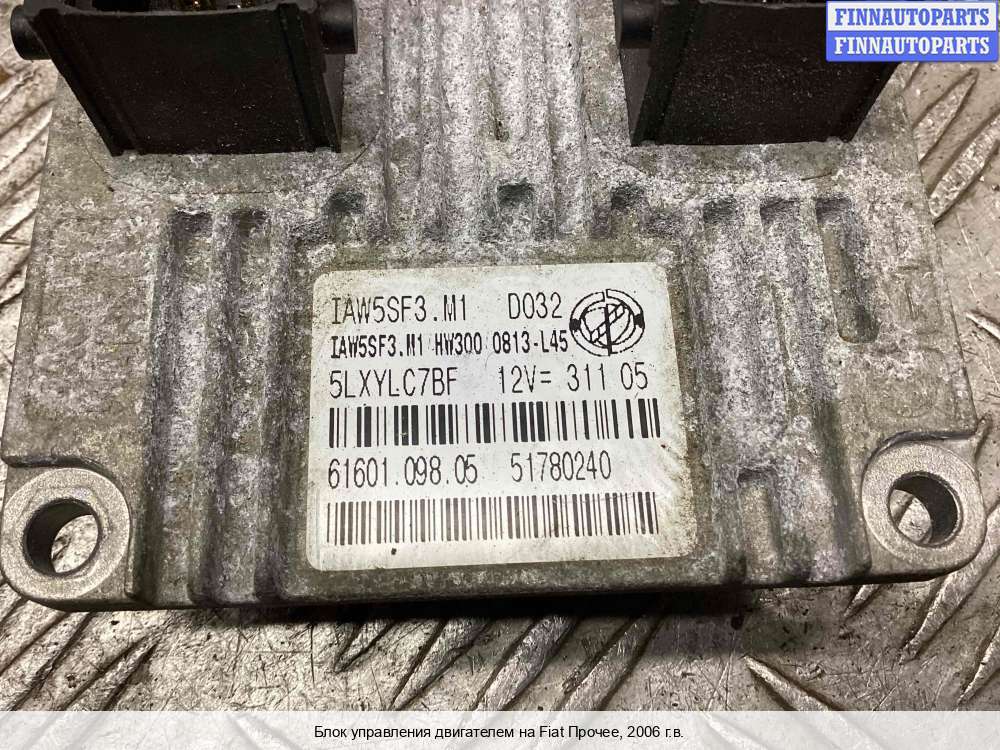 FINNAUTOPARTS
FINNAUTOPARTS
IAW5SF3.M1 D032
IAW5SF3.M1 HW300 0813-L45
5LXYLC7BF 12V= 311 05
61601.098.05 51780240
Блок управления двигателем на Fiat Прочее, 2006 г.в.